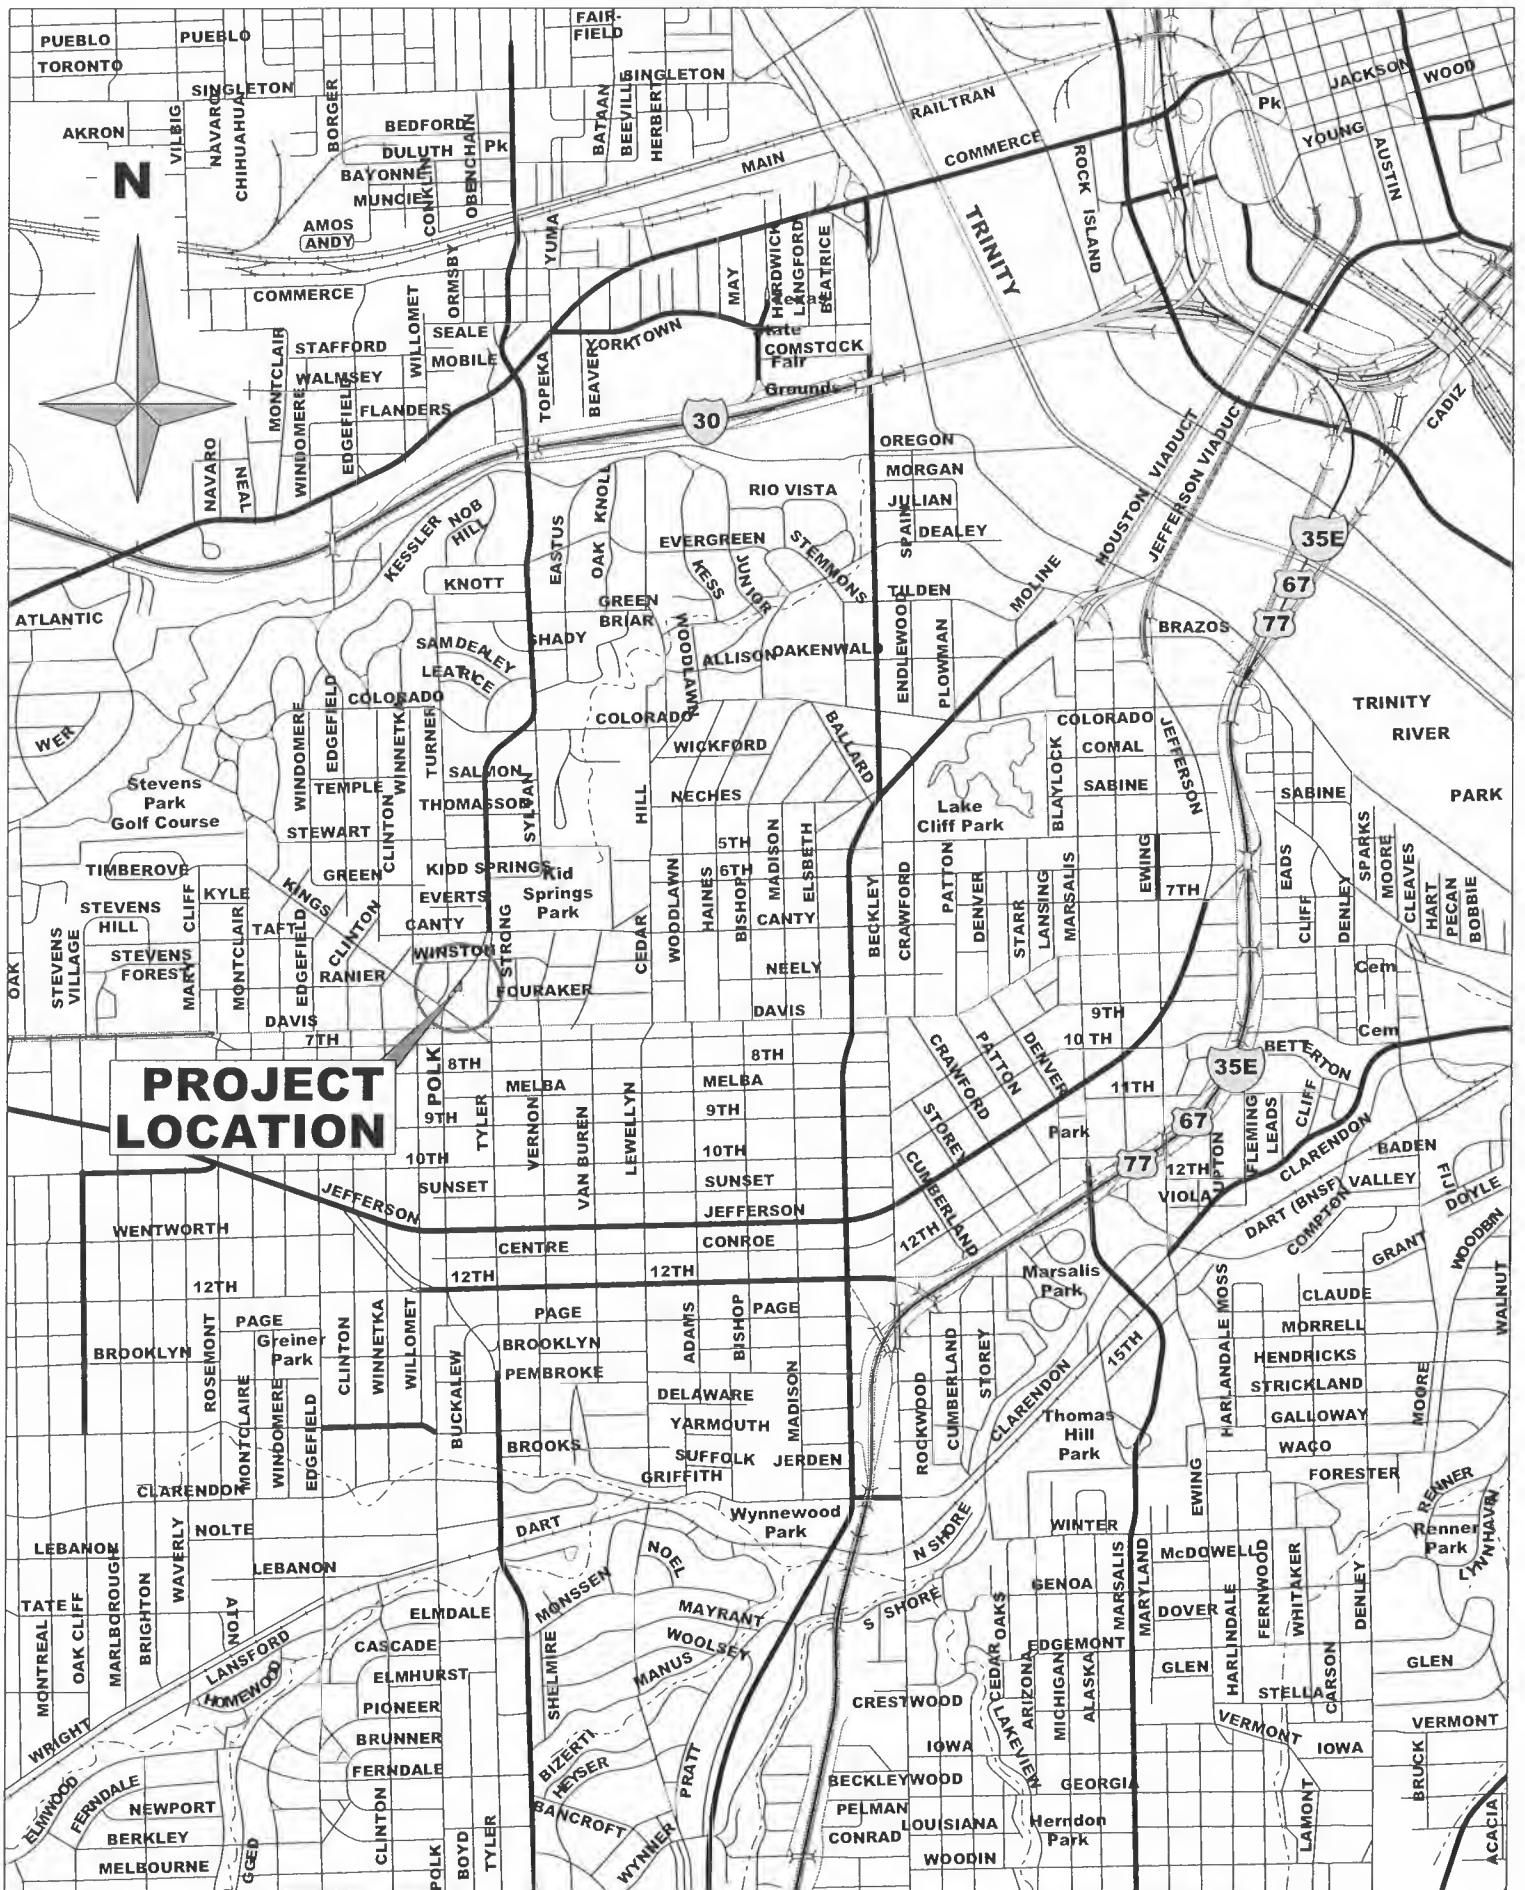 PUEBLO
PUEBLO
FAIR-
FIELD
TORONTO
SINGLETON
SINGLETON
JACKSON
WOOD
AKRON
VILBIG
NAVARO
CHIHUAHUA
BORGER
BEDFORD
DULUTH
BAYONNE
MUNCIE
CONKLIN
OBENCHAIN
Pk
BATAAN
BEEVILLE
HERBERT
RAILTRAN
COMMERCE
MAIN
Pk
YOUNG
AUSTIN
ROCK ISLAND
N
AMOS
ANDY
ORMSBY
YUMA
MAY
HARDWICK
LANGFORD
BEATRICE
TRINITY
COMMERCE
WILLOMET
SEALE
MOBILE
YORKTOWN
COMSTOCK
Fair
Grounds
MONTCLAIR
STAFFORD
WALMSEY
FLANDERS
WINDOMERE
EDGEFIELD
TOPEKA
BEAVER
30
CADIZ
NAVARO
NEAL
OREGON
MORGAN
JULIAN
SPAIN
DEALEY
RIO VISTA
HOUSTON VIADUCT
JEFFERSON VIADUCT
35E
67
77
KESSLER
NOB
HILL
EASTUS
OAK KNOLL
EVERGREEN
KESS
JUNIOR
STEMMONS
KNOTT
GREEN
BRIAR
TILDEN
MOLINE
ATLANTIC
SAM DEALEY
LEATRICE
SHADY
WOODLAWN
ALLISON
OAKENWALD
ENDLEWOOD
PLOWMAN
BRAZOS
TRINITY
RIVER
PARK
WER
WINDOMERE
EDGEFIELD
COLORADO
WINNETKA
TURNER
COLORADO
WICKFORD
BALLARD
COLORADO
COMAL
SABINE
BLAYLOCK
JEFFERSON
Stevens
Park
Golf Course
SALMON
TEMPLE
THOMASSON
SYLVAN
HILL
NECHES
Lake
Cliff Park
SABINE
STEWART
CLINTON
5TH
6TH
MADISON
ELSBETH
TIMBEROVE
KYLE
CLIFF
GREEN
KINGS
KIDD SPRINGS
Kid
Springs
Park
EVERTS
CANTY
WOODLAWN
HAINES
BISHOP
CANTY
BECKLEY
CRAWFORD
PATTON
DENVER
STARR
LANSING
MARSALIS
EWING
7TH
EADS
CLIFF
DENLEY
SPARKS
MOORE
CLEAVES
HART
PECAN
BOBBIE
STEVENS
HILL
STEVENS
FOREST
STEVENS
VILLAGE
OAK
MARY
MONTCLAIR
TAFT
EDGEFIELD
CLINTON
RANIER
WINSTON
STRONG
FOURAKER
CEDAR
NEELY
Cem
DAVIS
DAVIS
7TH
9TH
10 TH
Cem
PROJECT
LOCATION
POLK
8TH
8TH
MELBA
MELBA
9TH
9TH
TYLER
VERNON
VAN BUREN
LEWELLYN
10TH
10TH
SUNSET
SUNSET
CRAWFORD
PATTON
DENVER
STOREY
CUMBERLAND
12TH
Park
11TH
35E
67
77
12TH
VIOLA
UPTON
FLEMING
LEADS
CLIFF
BETTERTON
CLARENDON
BADEN
VALLEY
DART (BNSF)
COMPTON
FIJI
DOYLE
WOODBIN
GRANT
JEFFERSON
JEFFERSON
WENTWORTH
CENTRE
CONROE
12TH
12TH
12TH
Marsalis
Park
HARLANDALE
MOSS
CLAUDE
MORRELL
HENDRICKS
STRICKLAND
GALLOWAY
WACO
FORESTER
WALNUT
MOORE
RENNER
BROOKLYN
ROSEMONT
PAGE
Greiner
Park
CLINTON
WINNETKA
WILLOMET
BUCKALEW
PAGE
PAGE
BROOKLYN
PEMBROKE
ADAMS
BISHOP
MADISON
DELAWARE
YARMOUTH
SUFFOLK
JERDEN
GRIFFITH
BROOKS
ROCKWOOD
CUMBERLAND
STOREY
CLARENDON
15TH
Thomas
Hill
Park
MONTCLAIRE
WINDOMERE
EDGEFIELD
CLARENDON
EWING
Wynnewood
Park
DART
N SHORE
WINTER
Renner
Park
LYNNHAVEN
NOLTE
LEBANON
LEBANON
WAVERLY
MARLBOROUGH
BRIGHTON
TATE
OAK CLIFF
MONTREAL
ATON
NOEL
MONSSEN
MAYRANT
WOOLSEY
MANUS
SHELMIRE
ELMDALE
CASCADE
ELMHURST
PIONEER
BRUNNER
FERNDALE
LANSFORD
HOMEWOOD
WRIGHT
S SHORE
GENOA
MARSALIS
MARYLAND
McDOWELL
DOVER
HARLINDALE
FERNWOOD
WHITAKER
DENLEY
CEDAR OAKS
EDGEMONT
ARIZONA
MICHIGAN
ALASKA
GLEN
GLEN
STELLA
CARSON
CRESTWOOD
LAKEVIEW
IOWA
VERMONT
VERMONT
IOWA
GEORGIA
BECKLEYWOOD
PELMAN
LOUISIANA
CONRAD
WOODIN
Herndon
Park
LAMONT
BRUCK
ACACIA
BIZERTI
HEYSER
BANCROFT
WYNNER
PRATT
ELMWOOD
FERNDALE
NEWPORT
BERKLEY
MELBOURNE
GGED
CLINTON
POLK
BOYD
TYLER